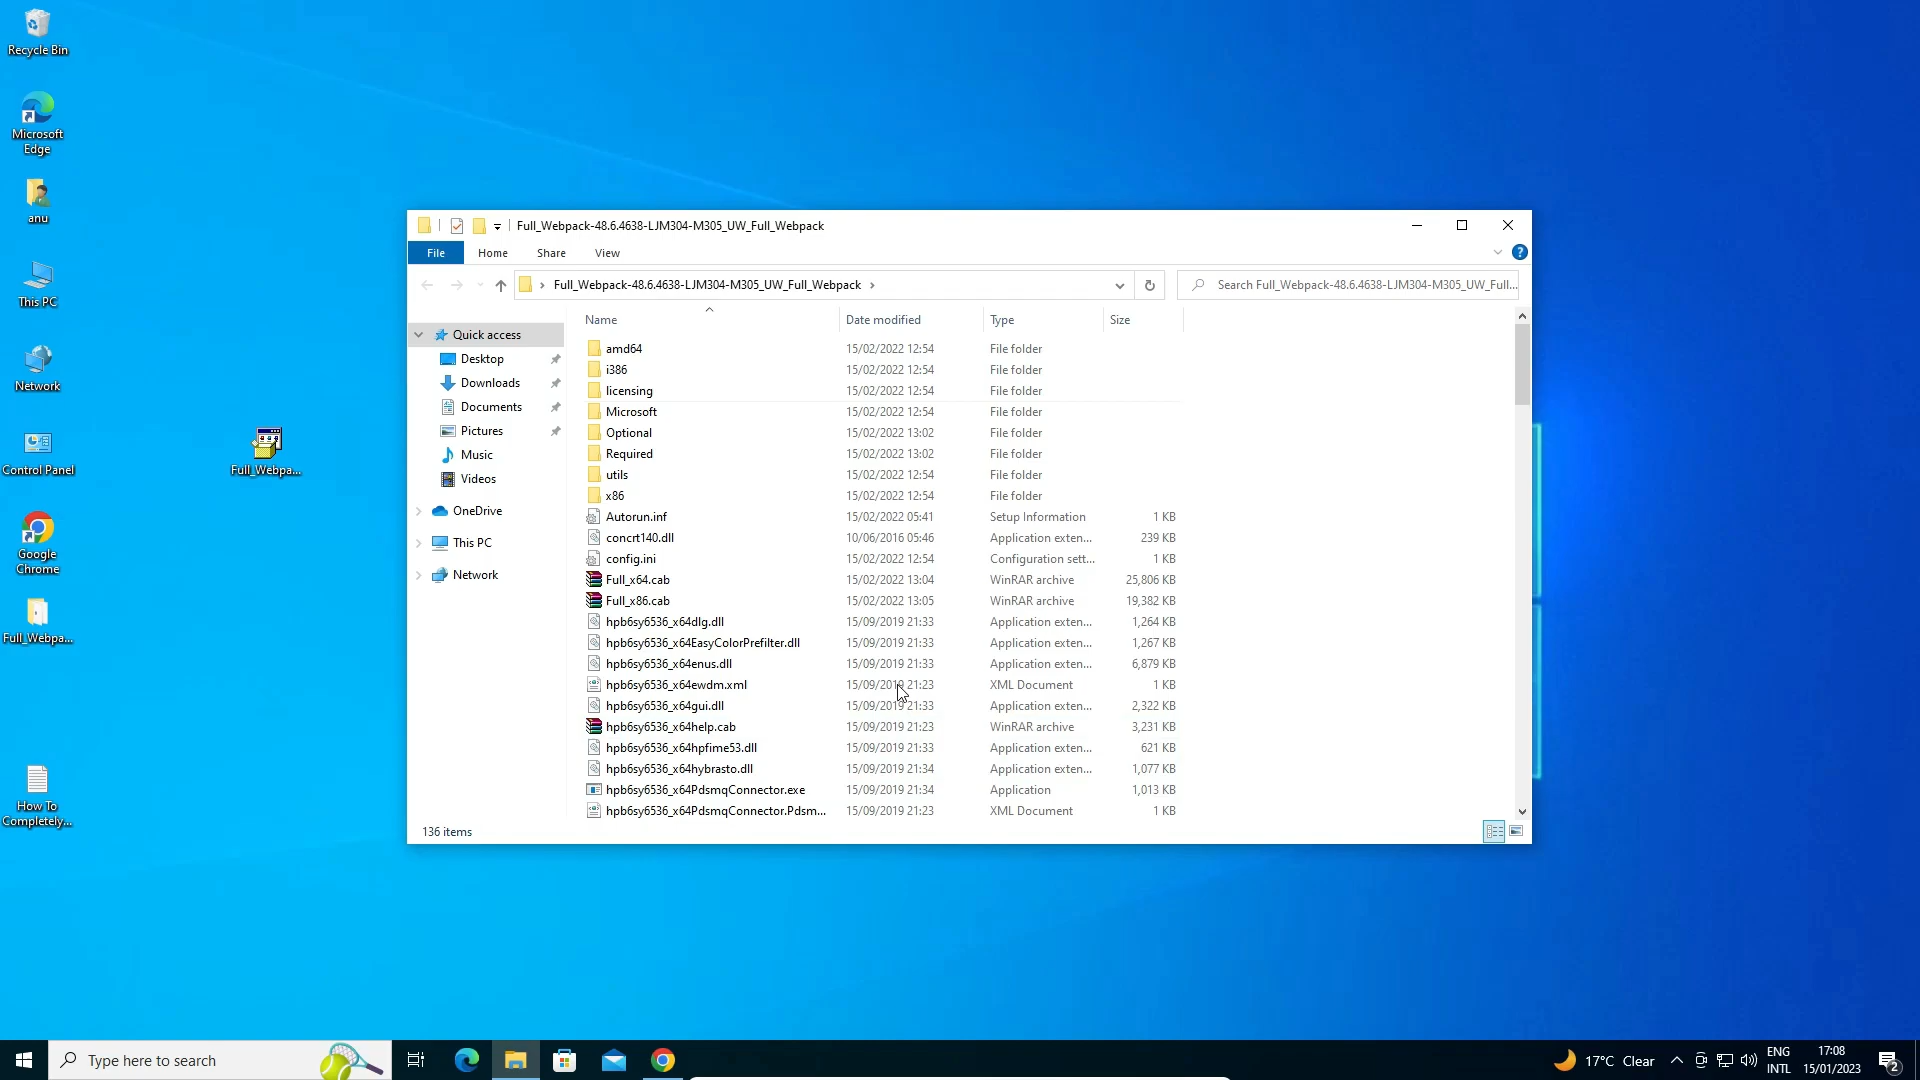 Recycle Bin
Microsoft
Edge
anu
This PC
Network
Control Panel
Google
Chrome
Full_Webpa...
How To
Completely...
Full_Webpa...
Full_Webpack-48.6.4638-LJM304-M305_UW_Full_Webpack
File Home Share View
Full_Webpack-48.6.4638-LJM304-M305_UW_Full_Webpack
Search Full_Webpack-48.6.4638-LJM304-M305_UW_Full...
Quick access
Desktop
Downloads
Documents
Pictures
Music
Videos
OneDrive
This PC
Network
Name Date modified Type Size
amd64 15/02/2022 12:54 File folder
i386 15/02/2022 12:54 File folder
licensing 15/02/2022 12:54 File folder
Microsoft 15/02/2022 12:54 File folder
Optional 15/02/2022 13:02 File folder
Required 15/02/2022 13:02 File folder
utils 15/02/2022 12:54 File folder
x86 15/02/2022 12:54 File folder
Autorun.inf 15/02/2022 05:41 Setup Information 1 KB
concrt140.dll 10/06/2016 05:46 Application exten... 239 KB
config.ini 15/02/2022 12:54 Configuration sett... 1 KB
Full_x64.cab 15/02/2022 13:04 WinRAR archive 25,806 KB
Full_x86.cab 15/02/2022 13:05 WinRAR archive 19,382 KB
hpb6sy6536_x64dlg.dll 15/09/2019 21:33 Application exten... 1,264 KB
hpb6sy6536_x64EasyColorPrefilter.dll 15/09/2019 21:33 Application exten... 1,267 KB
hpb6sy6536_x64enus.dll 15/09/2019 21:33 Application exten... 6,879 KB
hpb6sy6536_x64ewdm.xml 15/09/2019 21:23 XML Document 1 KB
hpb6sy6536_x64gui.dll 15/09/2019 21:33 Application exten... 2,322 KB
hpb6sy6536_x64help.cab 15/09/2019 21:23 WinRAR archive 3,231 KB
hpb6sy6536_x64hpfime53.dll 15/09/2019 21:33 Application exten... 621 KB
hpb6sy6536_x64hybrasto.dll 15/09/2019 21:34 Application exten... 1,077 KB
hpb6sy6536_x64PdsmqConnector.exe 15/09/2019 21:34 Application 1,013 KB
hpb6sy6536_x64PdsmqConnector.Pdsm... 15/09/2019 21:23 XML Document 1 KB
136 items
Type here to search
17°C Clear
ENG
INTL
17:08
15/01/2023
2